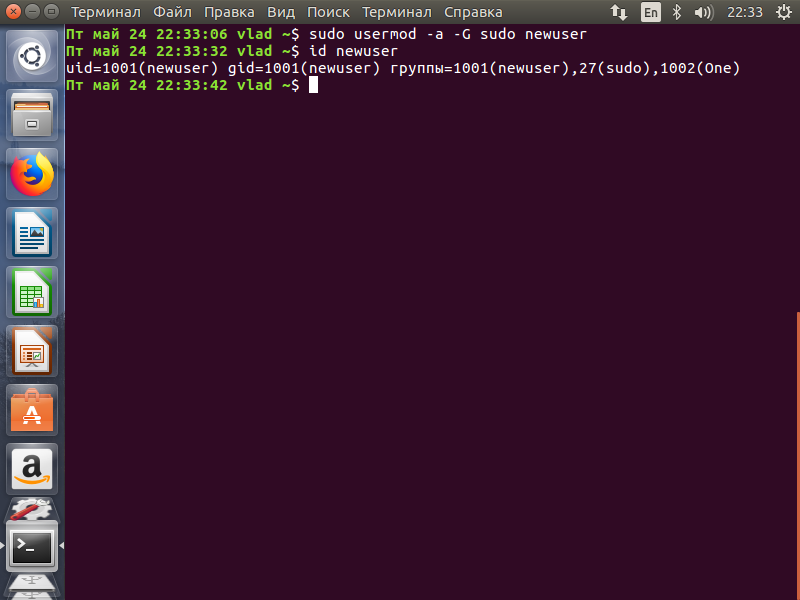 Терминал Файл Правка Вид Поиск Терминал Справка En 22:33
Пт май 24 22:33:06 vlad ~$ sudo usermod -a -G sudo newuser
Пт май 24 22:33:32 vlad ~$ id newuser
uid=1001(newuser) gid=1001(newuser) группы=1001(newuser),27(sudo),1002(One)
Пт май 24 22:33:42 vlad ~$